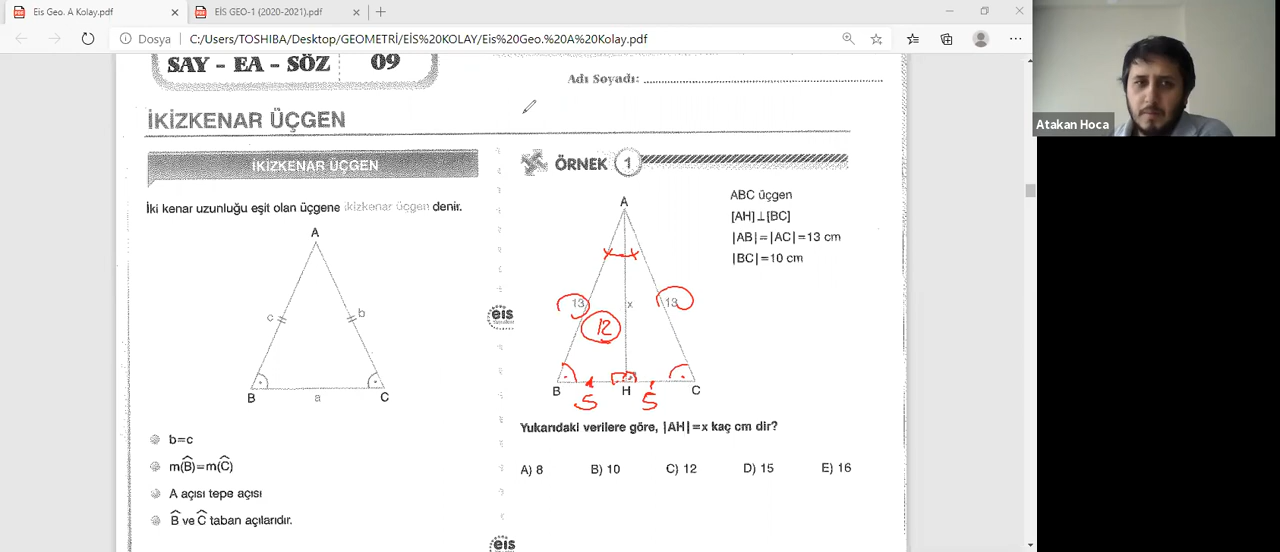 Eis Geo. A Kolay.pdf
EİS GEO-1 (2020-2021).pdf
Dosya
C:/Users/TOSHIBA/Desktop/GEOMETRİ/EİS%20KOLAY/Eis%20Geo.%20A%20Kolay.pdf
Atakan Hoca
SAY - EA - SÖZ
09
Adı Soyadı:
İKİZKENAR ÜÇGEN
İKİZKENAR ÜÇGEN
İki kenar uzunluğu eşit olan üçgene ikizkenar üçgen denir.
A
c
b
B
a
C
b=c
m(B̂)=m(Ĉ)
A açısı tepe açısı
B̂ ve Ĉ taban açılarıdır.
eis
eis
ÖRNEK 1
A
13
x
13
12
B
H
C
5
5
ABC üçgen
[AH]⊥[BC]
|AB|=|AC|=13 cm
|BC|=10 cm
Yukarıdaki verilere göre, |AH|=x kaç cm dir?
A) 8 B) 10 C) 12 D) 15 E) 16